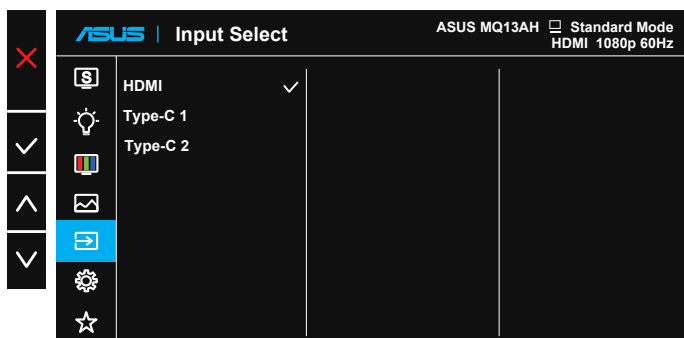 ASUS | Input Select
ASUS MQ13AH Standard Mode
HDMI 1080p 60Hz
S
HDMI
Type-C 1
Type-C 2